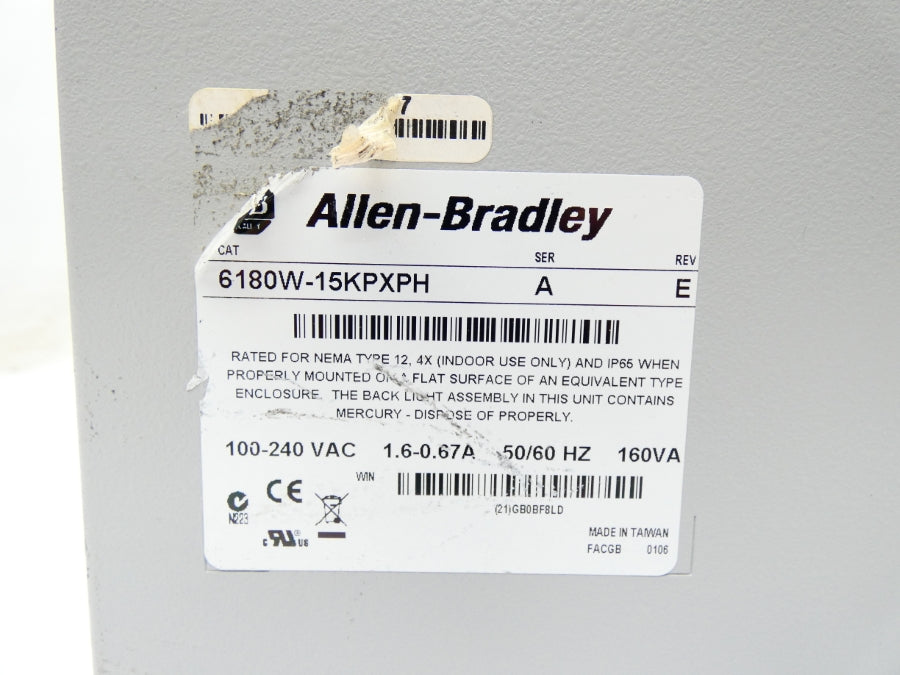 7
Allen-Bradley
CAT SER REV
6180W-15KPXPH A E
RATED FOR NEMA TYPE 12, 4X (INDOOR USE ONLY) AND IP65 WHEN
PROPERLY MOUNTED ON A FLAT SURFACE OF AN EQUIVALENT TYPE
ENCLOSURE. THE BACK LIGHT ASSEMBLY IN THIS UNIT CONTAINS
MERCURY - DISPOSE OF PROPERLY.
100-240 VAC 1.6-0.67A 50/60 HZ 160VA
WIN
(21)GB0BF8LD
N223
CE
c RU US
MADE IN TAIWAN
FACGB 0106